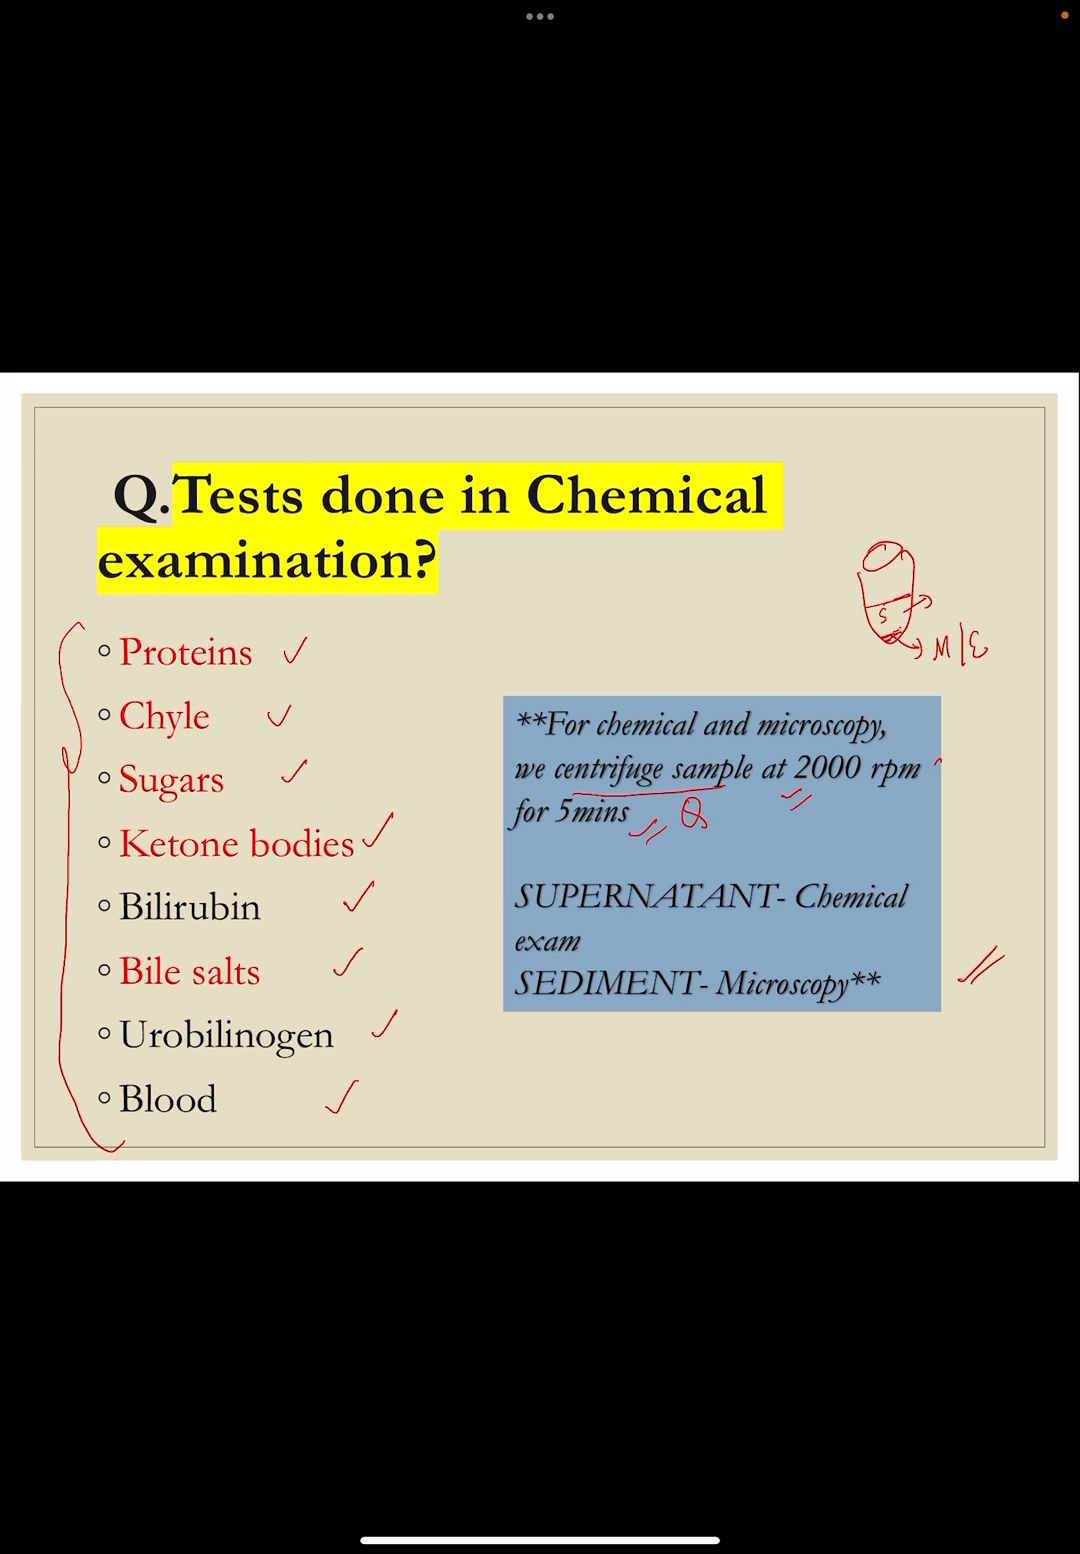 Q.Tests done in Chemical
examination?
Proteins
Chyle
Sugars
Ketone bodies
Bilirubin
Bile salts
Urobilinogen
Blood
S
M/E
**For chemical and microscopy,
we centrifuge sample at 2000 rpm
for 5mins
Q
SUPERNATANT- Chemical
exam
SEDIMENT- Microscopy**